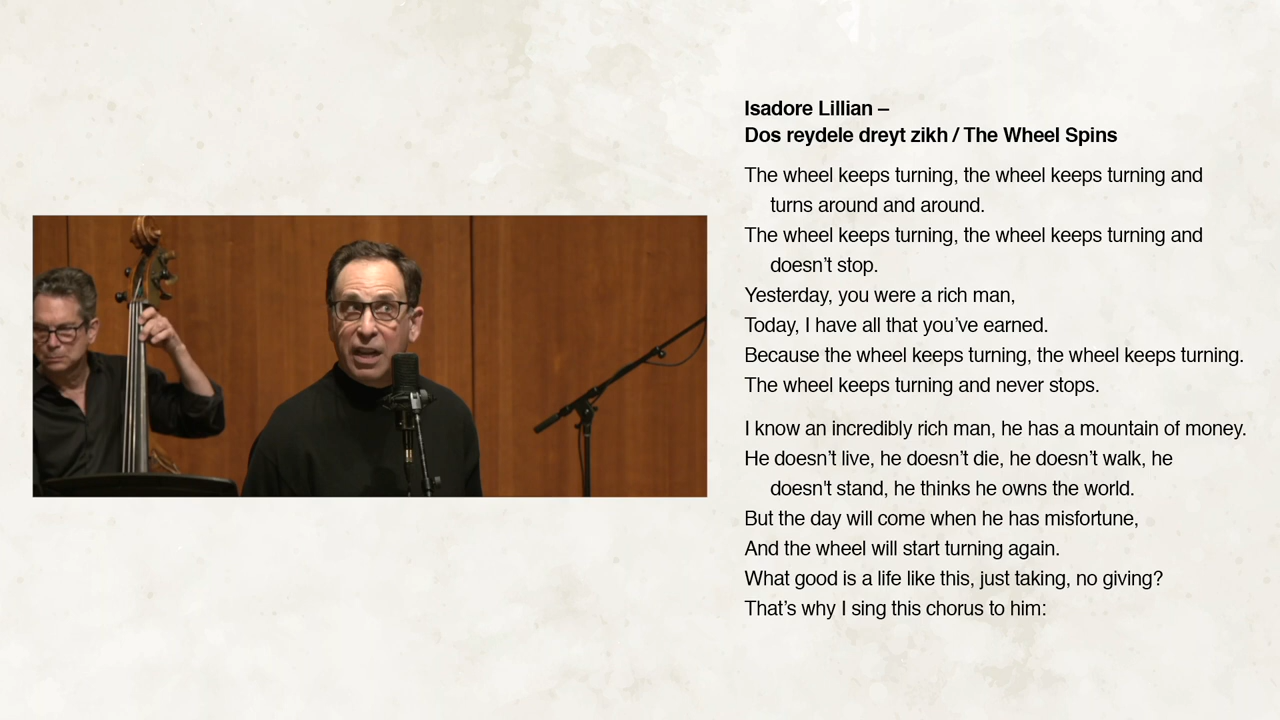 Isadore Lillian –
Dos reydele dreyt zikh / The Wheel Spins
The wheel keeps turning, the wheel keeps turning and
turns around and around.
The wheel keeps turning, the wheel keeps turning and
doesn’t stop.
Yesterday, you were a rich man,
Today, I have all that you’ve earned.
Because the wheel keeps turning, the wheel keeps turning.
The wheel keeps turning and never stops.
I know an incredibly rich man, he has a mountain of money.
He doesn’t live, he doesn’t die, he doesn’t walk, he
doesn't stand, he thinks he owns the world.
But the day will come when he has misfortune,
And the wheel will start turning again.
What good is a life like this, just taking, no giving?
That’s why I sing this chorus to him: